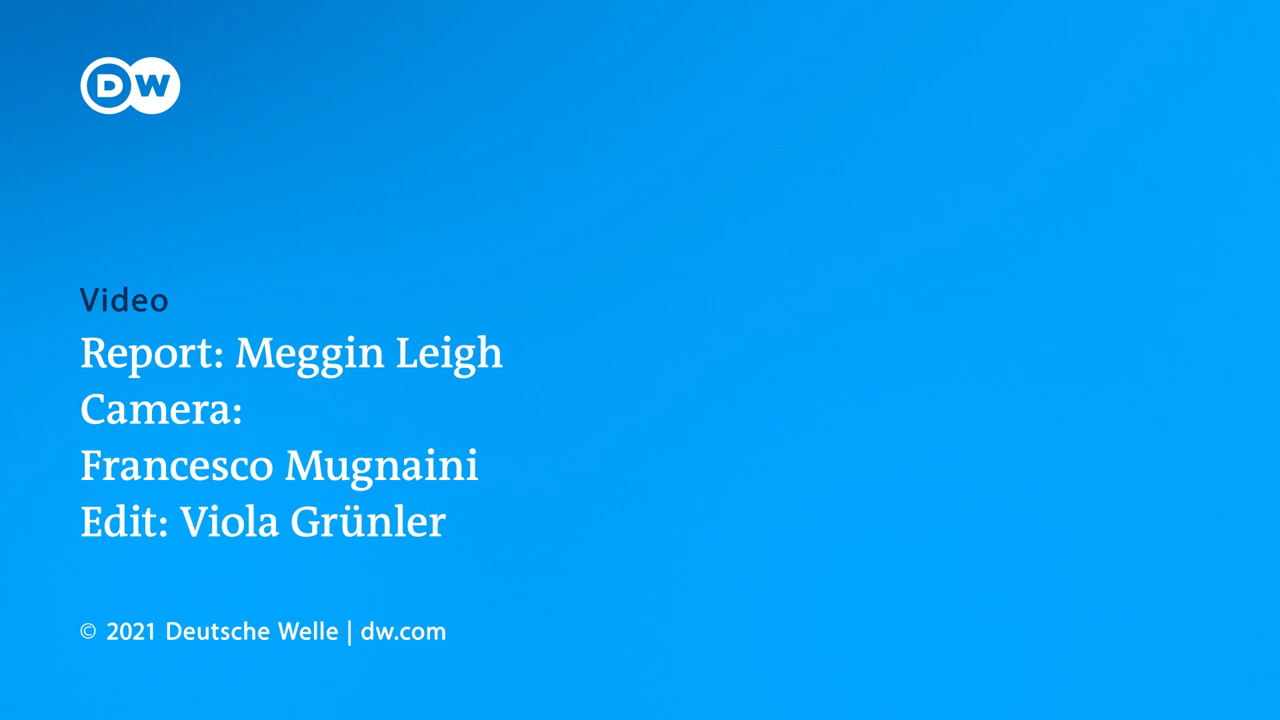 DW
Video
Report: Meggin Leigh
Camera:
Francesco Mugnaini
Edit: Viola Grünler
© 2021 Deutsche Welle | dw.com